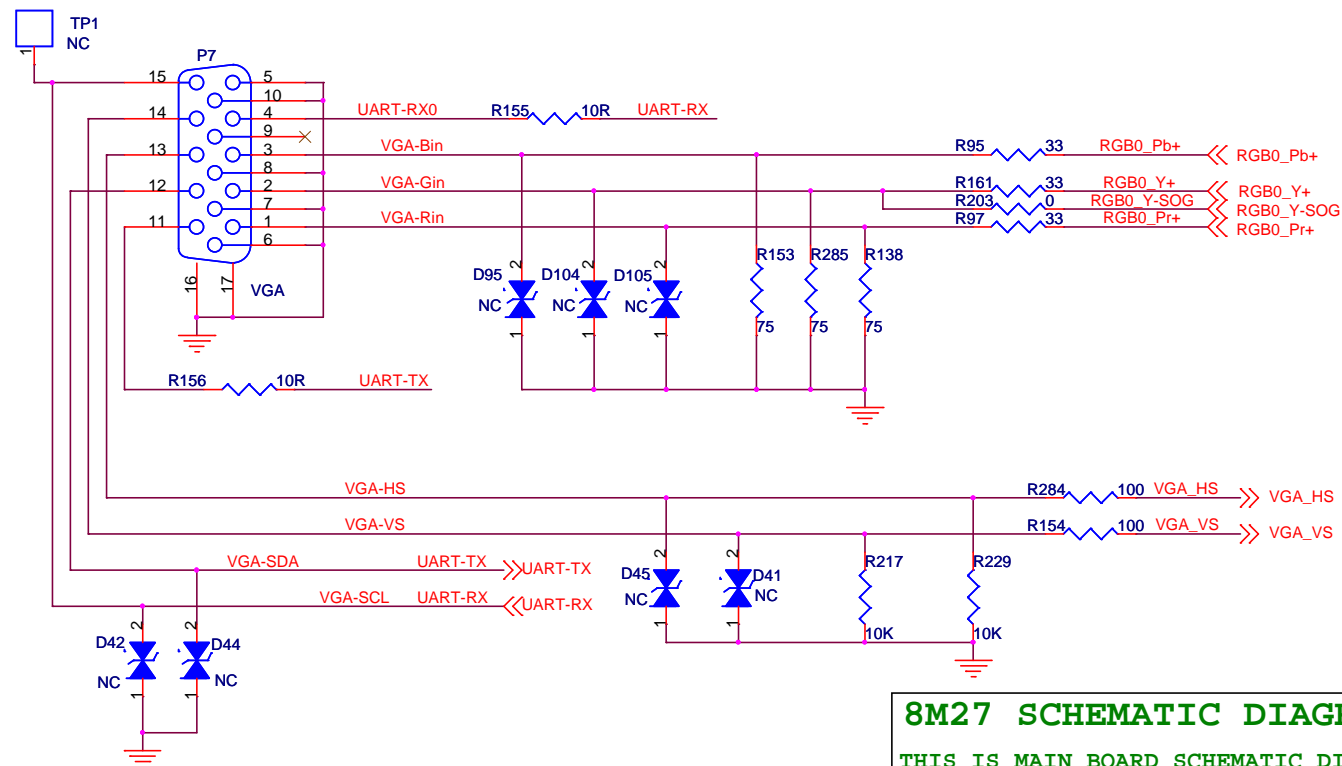 TP1
NC
1
P7
15 5
10
14 4 UART-RX0 R155 10R UART-RX
9
13 3 VGA-Bin R95 33 RGB0_Pb+ RGB0_Pb+
8
12 2 VGA-Gin R161 33 RGB0_Y+ RGB0_Y+
7 R203 0 RGB0_Y-SOG RGB0_Y-SOG
11 1 VGA-Rin R97 33 RGB0_Pr+ RGB0_Pr+
6
16 17 VGA
D95 2 D104 2 D105 2 R153 R285 R138
NC NC NC
1 1 1 75 75 75
R156 10R UART-TX
VGA-HS R284 100 VGA_HS VGA_HS
VGA-VS R154 100 VGA_VS VGA_VS
VGA-SDA UART-TX UART-TX
VGA-SCL UART-RX UART-RX
D45 2 2 D41 R217 R229
NC NC
1 1 10K 10K
D42 2 2 D44
NC NC
1 1
8M27 SCHEMATIC DIAG
THIS IS MAIN BOARD SCHEMATIC DI